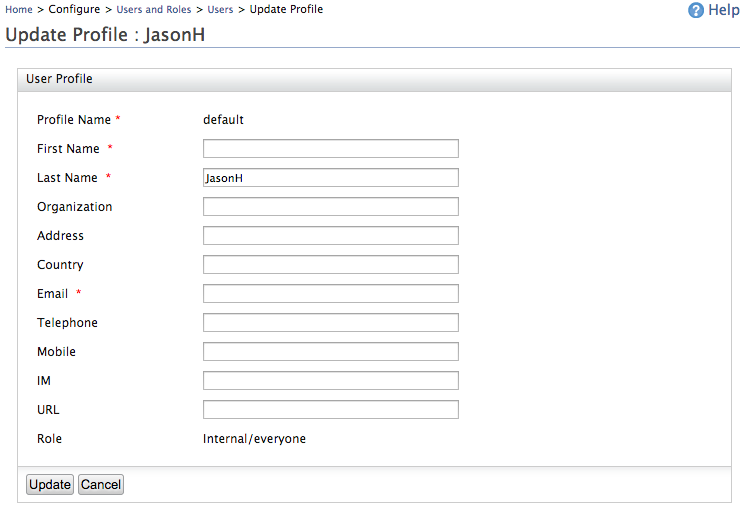 Home > Configure > Users and Roles > Users > Update Profile
Help
Update Profile : JasonH
User Profile
Profile Name * default
First Name *
Last Name * JasonH
Organization
Address
Country
Email *
Telephone
Mobile
IM
URL
Role Internal/everyone
Update Cancel